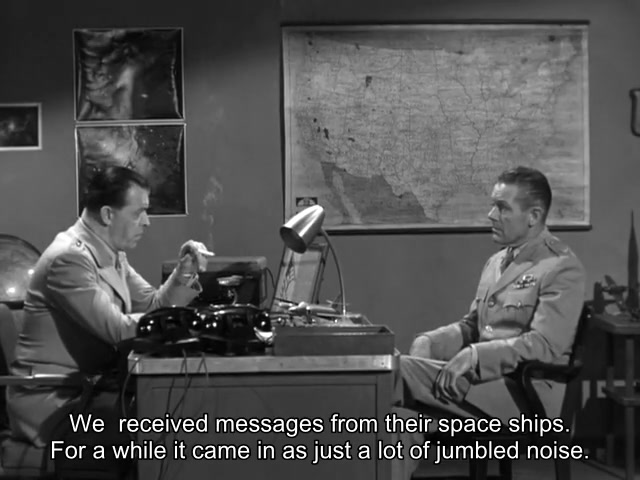 We  received messages from their space ships.
For a while it came in as just a lot of jumbled noise.